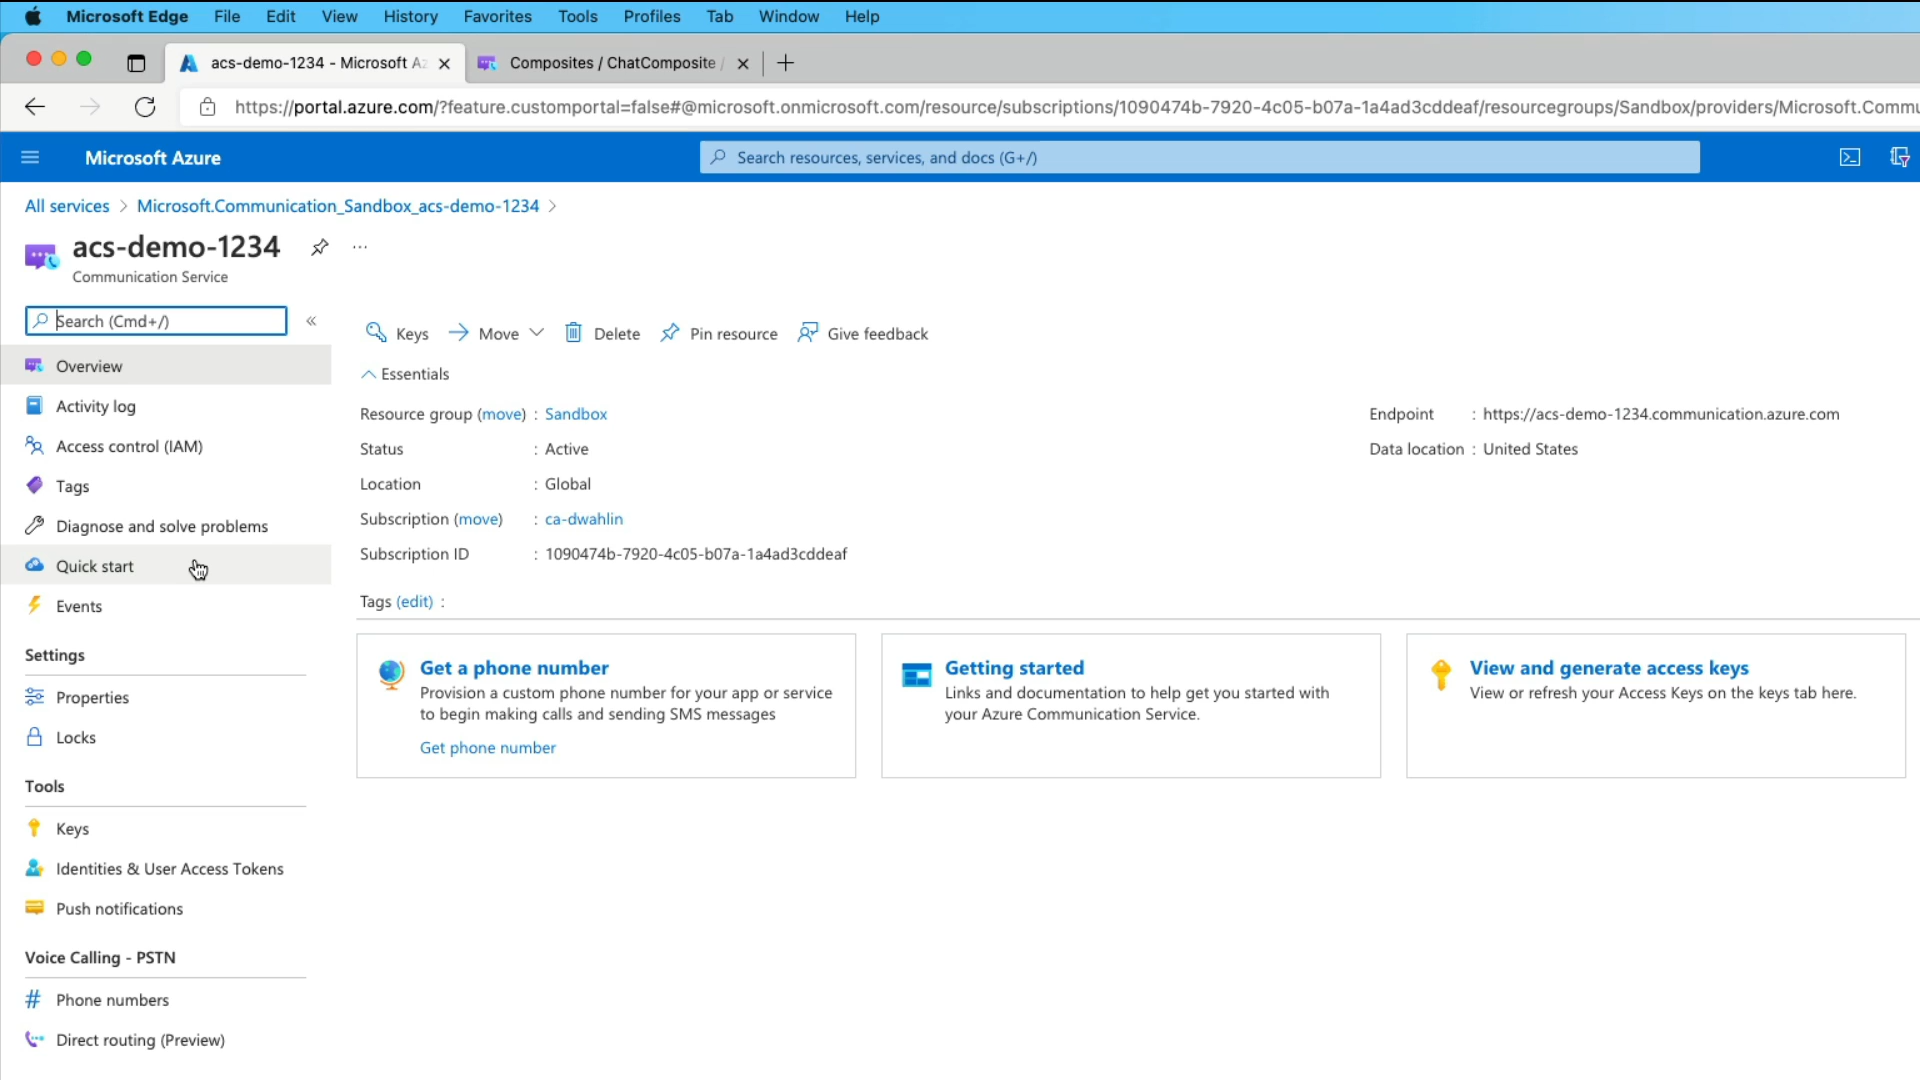 Microsoft Edge File Edit View History Favorites Tools Profiles Tab Window Help
acs-demo-1234 - Microsoft Az
Composites / ChatComposite /
https://portal.azure.com/?feature.customportal=false#@microsoft.onmicrosoft.com/resource/subscriptions/1090474b-7920-4c05-b07a-1a4ad3cddeaf/resourcegroups/Sandbox/providers/Microsoft.Commu
Microsoft Azure
Search resources, services, and docs (G+/)
All services > Microsoft.Communication_Sandbox_acs-demo-1234 >
acs-demo-1234 ...
Communication Service
Search (Cmd+/) «
Overview
Activity log
Access control (IAM)
Tags
Diagnose and solve problems
Quick start
Events
Settings
Properties
Locks
Tools
Keys
Identities & User Access Tokens
Push notifications
Voice Calling - PSTN
# Phone numbers
Direct routing (Preview)
Keys Move Delete Pin resource Give feedback
Essentials
Resource group (move) : Sandbox
Status : Active
Location : Global
Subscription (move) : ca-dwahlin
Subscription ID : 1090474b-7920-4c05-b07a-1a4ad3cddeaf
Endpoint : https://acs-demo-1234.communication.azure.com
Data location : United States
Tags (edit) :
Get a phone number
Provision a custom phone number for your app or service
to begin making calls and sending SMS messages
Get phone number
Getting started
Links and documentation to help get you started with
your Azure Communication Service.
View and generate access keys
View or refresh your Access Keys on the keys tab here.